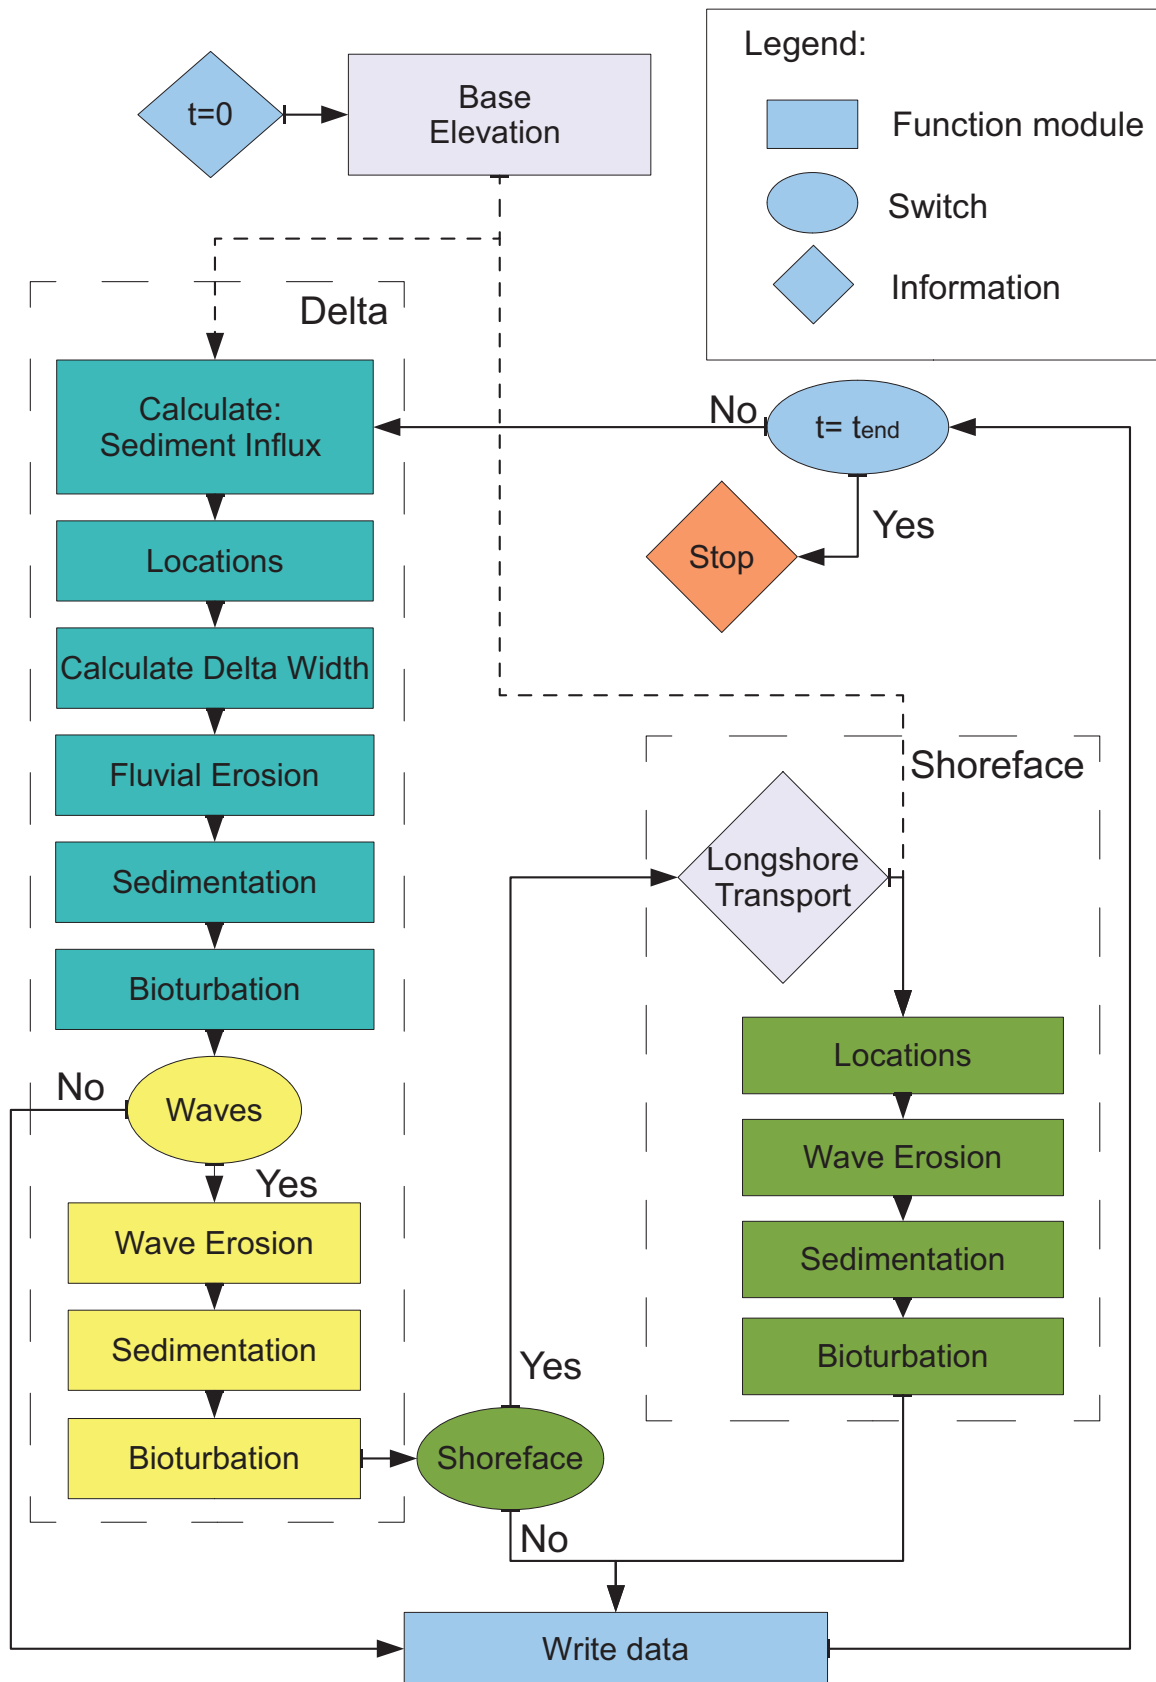 Legend:
Function module
Switch
Information
t=0
Base
Elevation
Delta
Calculate:
Sediment Influx
No
t= tend
Yes
Stop
Locations
Calculate Delta Width
Fluvial Erosion
Sedimentation
Bioturbation
No
Waves
Yes
Wave Erosion
Sedimentation
Bioturbation
Shoreface
Yes
No
Shoreface
Longshore
Transport
Locations
Wave Erosion
Sedimentation
Bioturbation
Write data